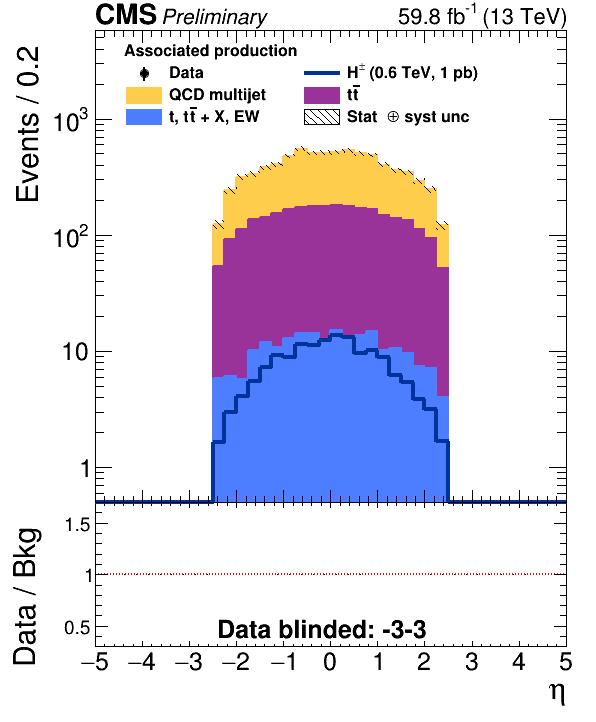 CMS Preliminary 59.8 fb⁻¹ (13 TeV)
Associated production
Data H± (0.6 TeV, 1 pb)
QCD multijet tt̄
t, tt̄ + X, EW Stat ⊕ syst unc
Events / 0.2
10³
10²
10
1
Data / Bkg
1.5
1
0.5
Data blinded: -3-3
−5 −4 −3 −2 −1 0 1 2 3 4 5
η